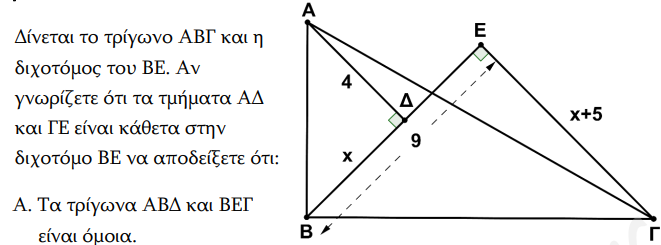 Δίνεται το τρίγωνο ΑΒΓ και η
διχοτόμος του ΒΕ. Αν
γνωρίζετε ότι τα τμήματα ΑΔ
και ΓΕ είναι κάθετα στην
διχοτόμο ΒΕ να αποδείξετε ότι:
Α. Τα τρίγωνα ΑΒΔ και ΒΕΓ
είναι όμοια.
Α
Ε
4
Δ
x+5
9
x
Β
Γ